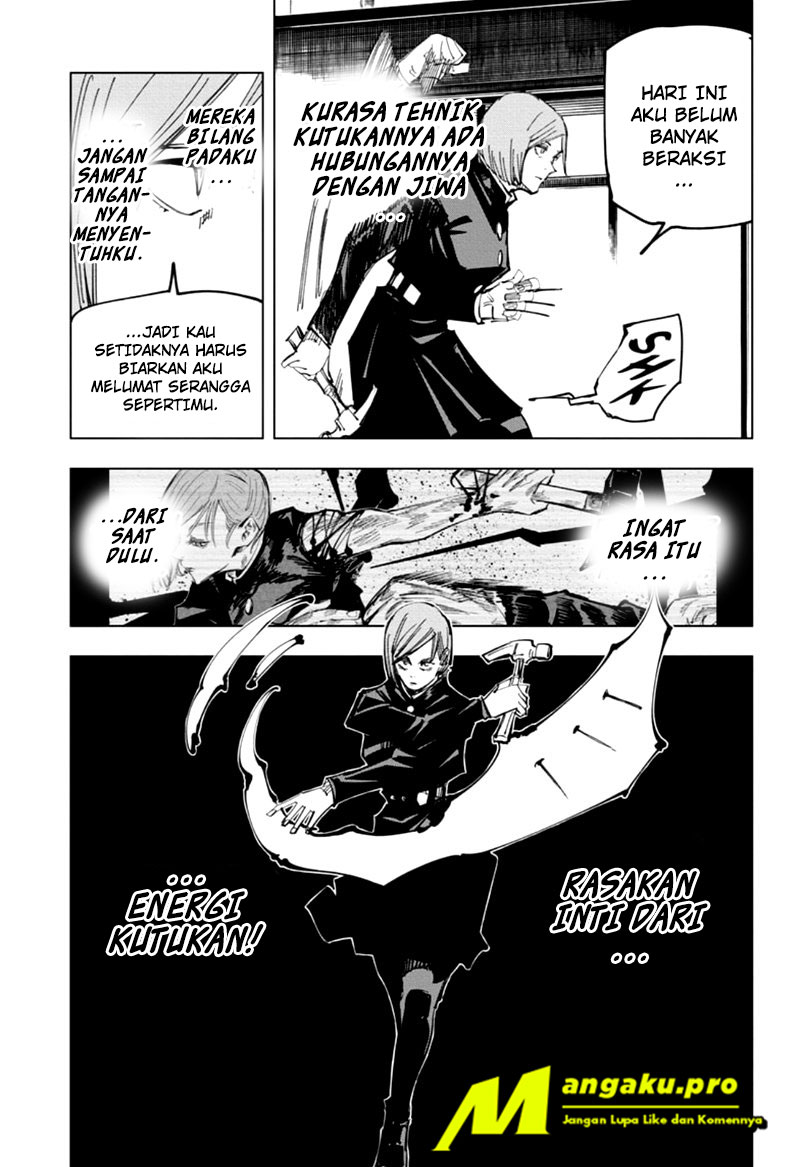 HARI INI
AKU BELUM
BANYAK
BERAKSI
...
KURASA TEHNIK
KUTUKANNYA ADA
HUBUNGANNYA
DENGAN JIWA
...
SHK
MEREKA
BILANG
PADAKU
...
...
JANGAN
SAMPAI
TANGAN-
NYA
MENYEN-
TUHKU.
...JADI KAU
SETIDAKNYA HARUS
BIARKAN AKU
MELUMAT SERANGGA
SEPERTIMU.
INGAT
RASA ITU
...
...DARI
SAAT
DULU.
RASAKAN
INTI DARI
...
...
ENERGI
KUTUKAN!
Mangaku.pro
Jangan Lupa Like dan Komennya